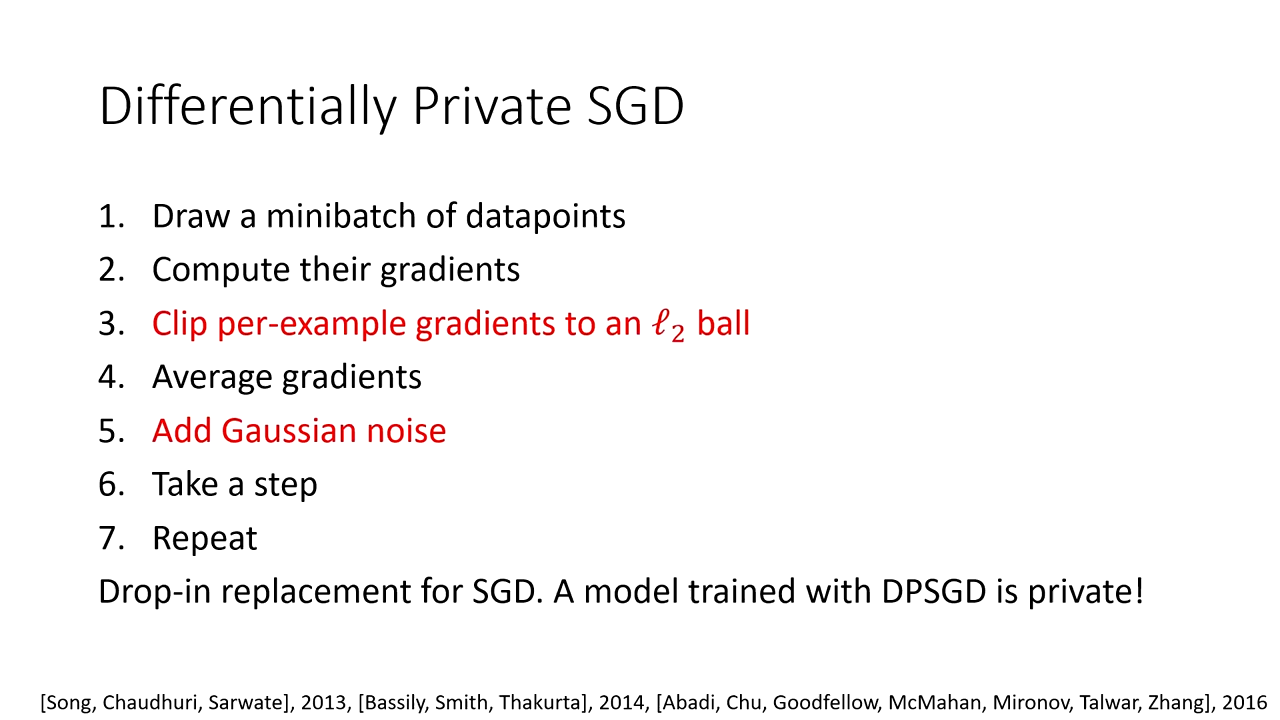 Differentially Private SGD
1. Draw a minibatch of datapoints
2. Compute their gradients
3. Clip per-example gradients to an ℓ₂ ball
4. Average gradients
5. Add Gaussian noise
6. Take a step
7. Repeat
Drop-in replacement for SGD. A model trained with DPSGD is private!
[Song, Chaudhuri, Sarwate], 2013, [Bassily, Smith, Thakurta], 2014, [Abadi, Chu, Goodfellow, McMahan, Mironov, Talwar, Zhang], 2016